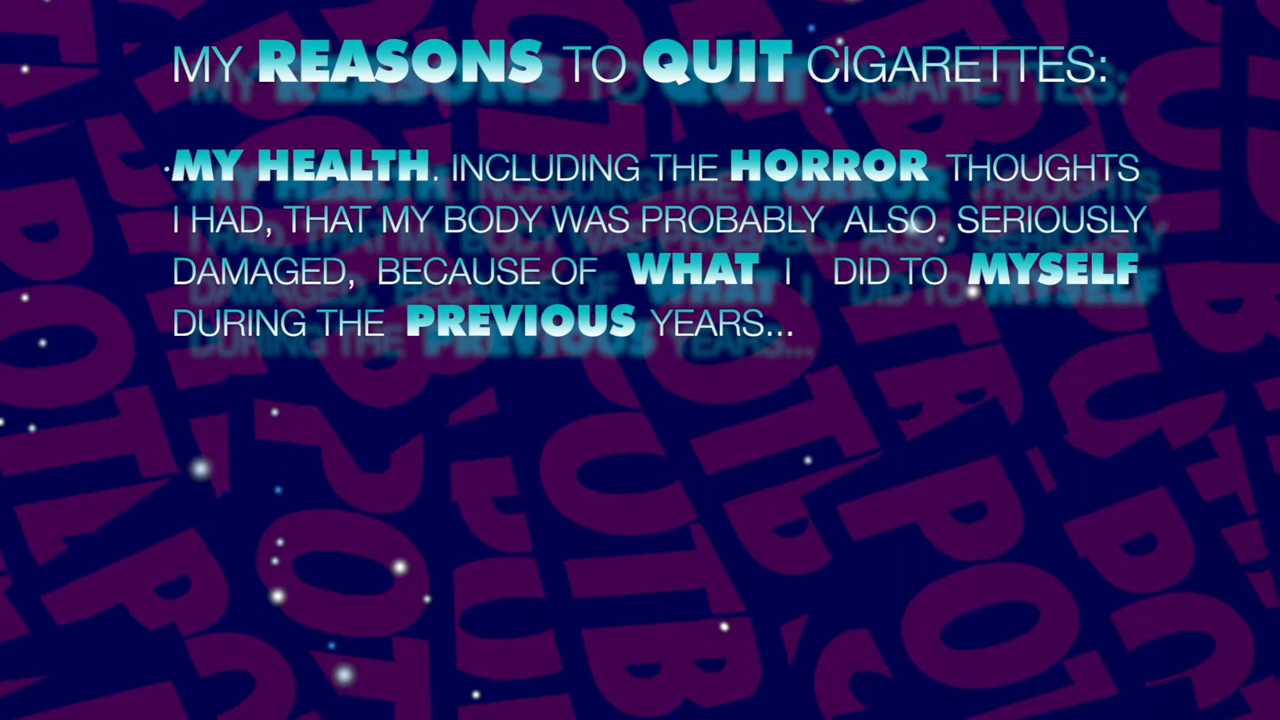 MY REASONS TO QUIT CIGARETTES:
·MY HEALTH. INCLUDING THE HORROR THOUGHTS
I HAD, THAT MY BODY WAS PROBABLY ALSO SERIOUSLY
DAMAGED, BECAUSE OF WHAT I DID TO MYSELF
DURING THE PREVIOUS YEARS...